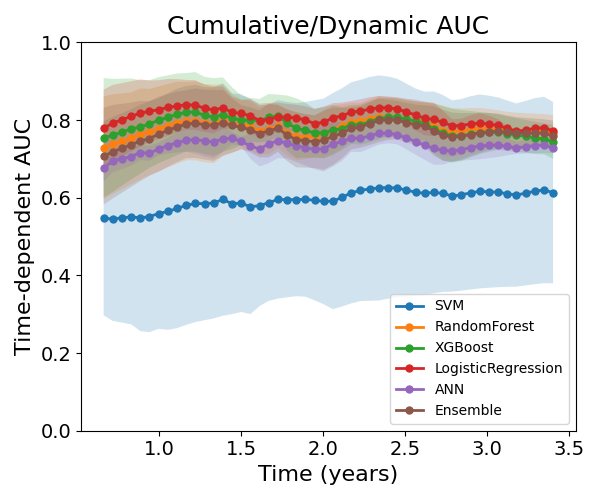 Cumulative/Dynamic AUC
Time-dependent AUC
1.0
0.8
0.6
0.4
0.2
0.0
SVM
RandomForest
XGBoost
LogisticRegression
ANN
Ensemble
1.0 1.5 2.0 2.5 3.0 3.5
Time (years)